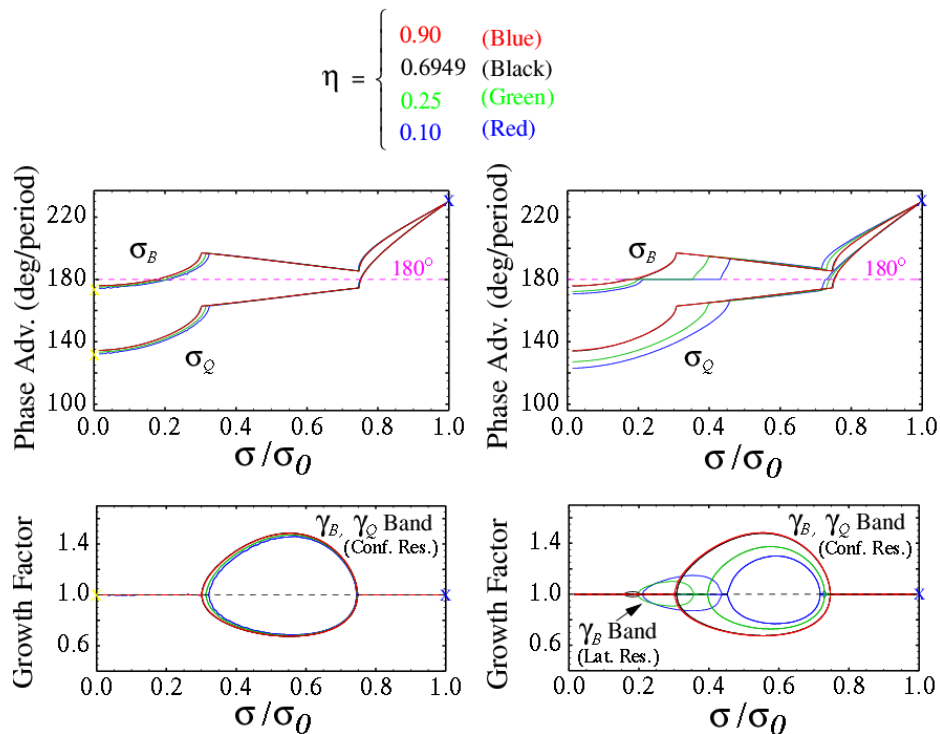 0.90 (Blue)
η = 0.6949 (Black)
0.25 (Green)
0.10 (Red)
Phase Adv. (deg/period)
220
180
140
100
σB
180°
σQ
0.0 0.2 0.4 0.6 0.8 1.0
σ/σ0
X
X
X
Phase Adv. (deg/period)
220
180
140
100
σB
180°
σQ
0.0 0.2 0.4 0.6 0.8 1.0
σ/σ0
X
Growth Factor
1.4
1.0
0.6
γB, γQ Band
(Conf. Res.)
0.0 0.2 0.4 0.6 0.8 1.0
σ/σ0
X
X
Growth Factor
1.4
1.0
0.6
γB, γQ Band
(Conf. Res.)
γB Band
(Lat. Res.)
0.0 0.2 0.4 0.6 0.8 1.0
σ/σ0
X